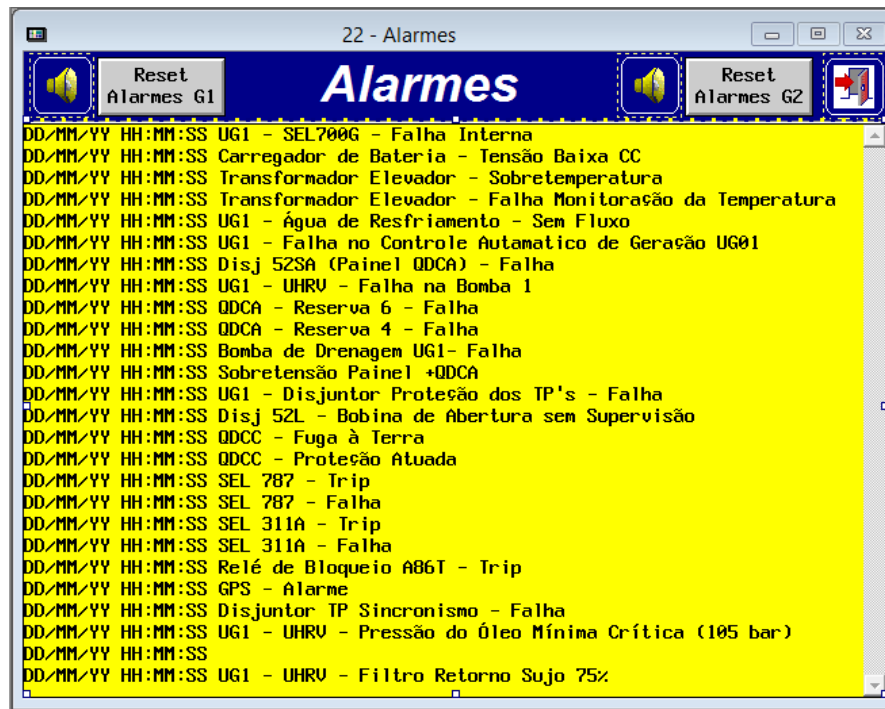 22 - Alarmes
Reset
Alarmes G1
Alarmes
Reset
Alarmes G2
DD/MM/YY HH:MM:SS UG1 - SEL700G - Falha Interna
DD/MM/YY HH:MM:SS Carregador de Bateria - Tensão Baixa CC
DD/MM/YY HH:MM:SS Transformador Elevador - Sobretemperatura
DD/MM/YY HH:MM:SS Transformador Elevador - Falha Monitoração da Temperatura
DD/MM/YY HH:MM:SS UG1 - Água de Resfriamento - Sem Fluxo
DD/MM/YY HH:MM:SS UG1 - Falha no Controle Autamatico de Geração UG01
DD/MM/YY HH:MM:SS Disj 52SA (Painel QDCA) - Falha
DD/MM/YY HH:MM:SS UG1 - UHRV - Falha na Bomba 1
DD/MM/YY HH:MM:SS QDCA - Reserva 6 - Falha
DD/MM/YY HH:MM:SS QDCA - Reserva 4 - Falha
DD/MM/YY HH:MM:SS Bomba de Drenagem UG1- Falha
DD/MM/YY HH:MM:SS Sobretensão Painel +QDCA
DD/MM/YY HH:MM:SS UG1 - Disjuntor Proteção dos TP's - Falha
DD/MM/YY HH:MM:SS Disj 52L - Bobina de Abertura sem Supervisão
DD/MM/YY HH:MM:SS QDCC - Fuga à Terra
DD/MM/YY HH:MM:SS QDCC - Proteção Atuada
DD/MM/YY HH:MM:SS SEL 787 - Trip
DD/MM/YY HH:MM:SS SEL 787 - Falha
DD/MM/YY HH:MM:SS SEL 311A - Trip
DD/MM/YY HH:MM:SS SEL 311A - Falha
DD/MM/YY HH:MM:SS Relé de Bloqueio A86T - Trip
DD/MM/YY HH:MM:SS GPS - Alarme
DD/MM/YY HH:MM:SS Disjuntor TP Sincronismo - Falha
DD/MM/YY HH:MM:SS UG1 - UHRV - Pressão do Óleo Mínima Crítica (105 bar)
DD/MM/YY HH:MM:SS
DD/MM/YY HH:MM:SS UG1 - UHRV - Filtro Retorno Sujo 75%